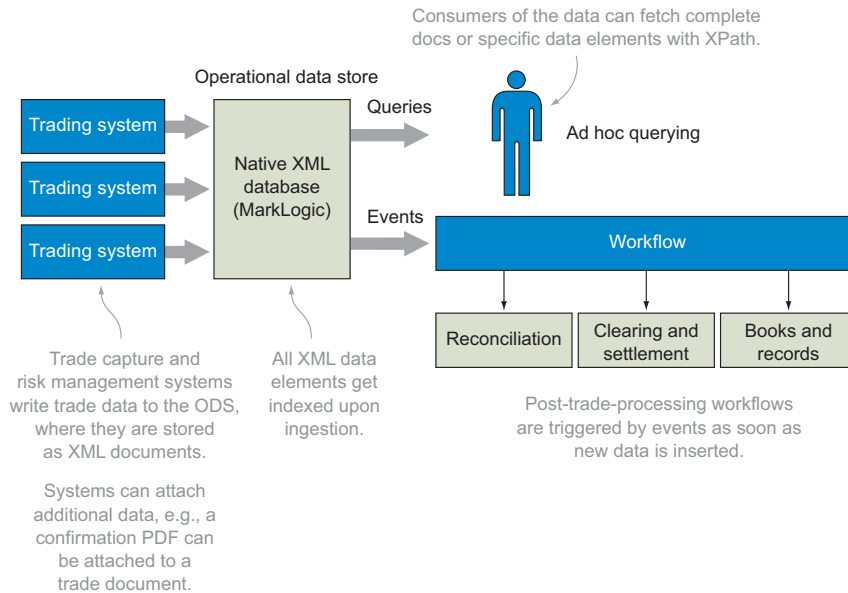 Consumers of the data can fetch complete
docs or specific data elements with XPath.
Operational data store
Queries
Trading system
Ad hoc querying
Native XML
database
(MarkLogic)
Trading system
Events
Trading system
Workflow
Reconciliation
Clearing and
settlement
Books and
records
Trade capture and
risk management systems
write trade data to the ODS,
where they are stored
as XML documents.
All XML data
elements get
indexed upon
ingestion.
Post-trade-processing workflows
are triggered by events as soon as
new data is inserted.
Systems can attach
additional data, e.g., a
confirmation PDF can
be attached to a
trade document.